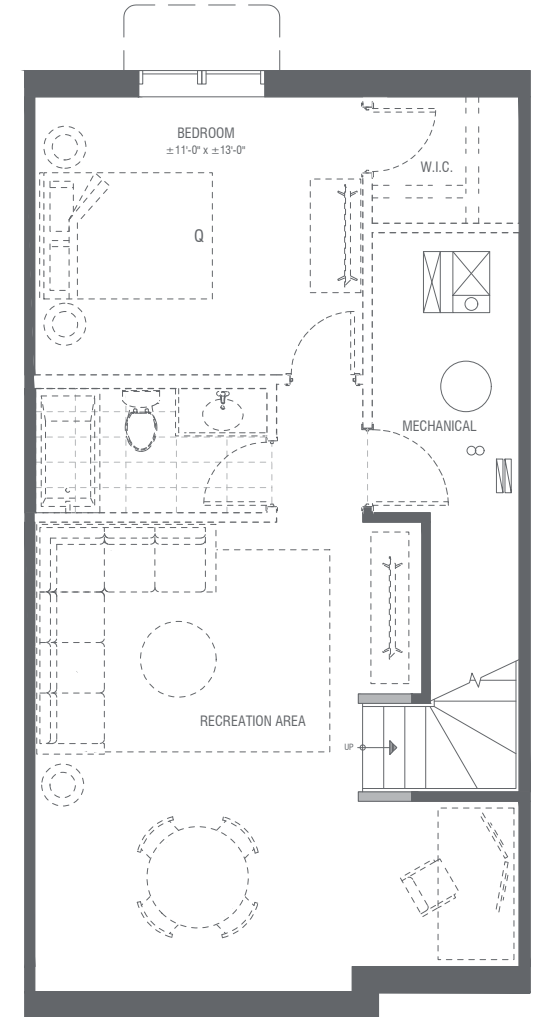 BEDROOM
±11'-0" x ±13'-0"
W.I.C.
Q
MECHANICAL
RECREATION AREA
UP